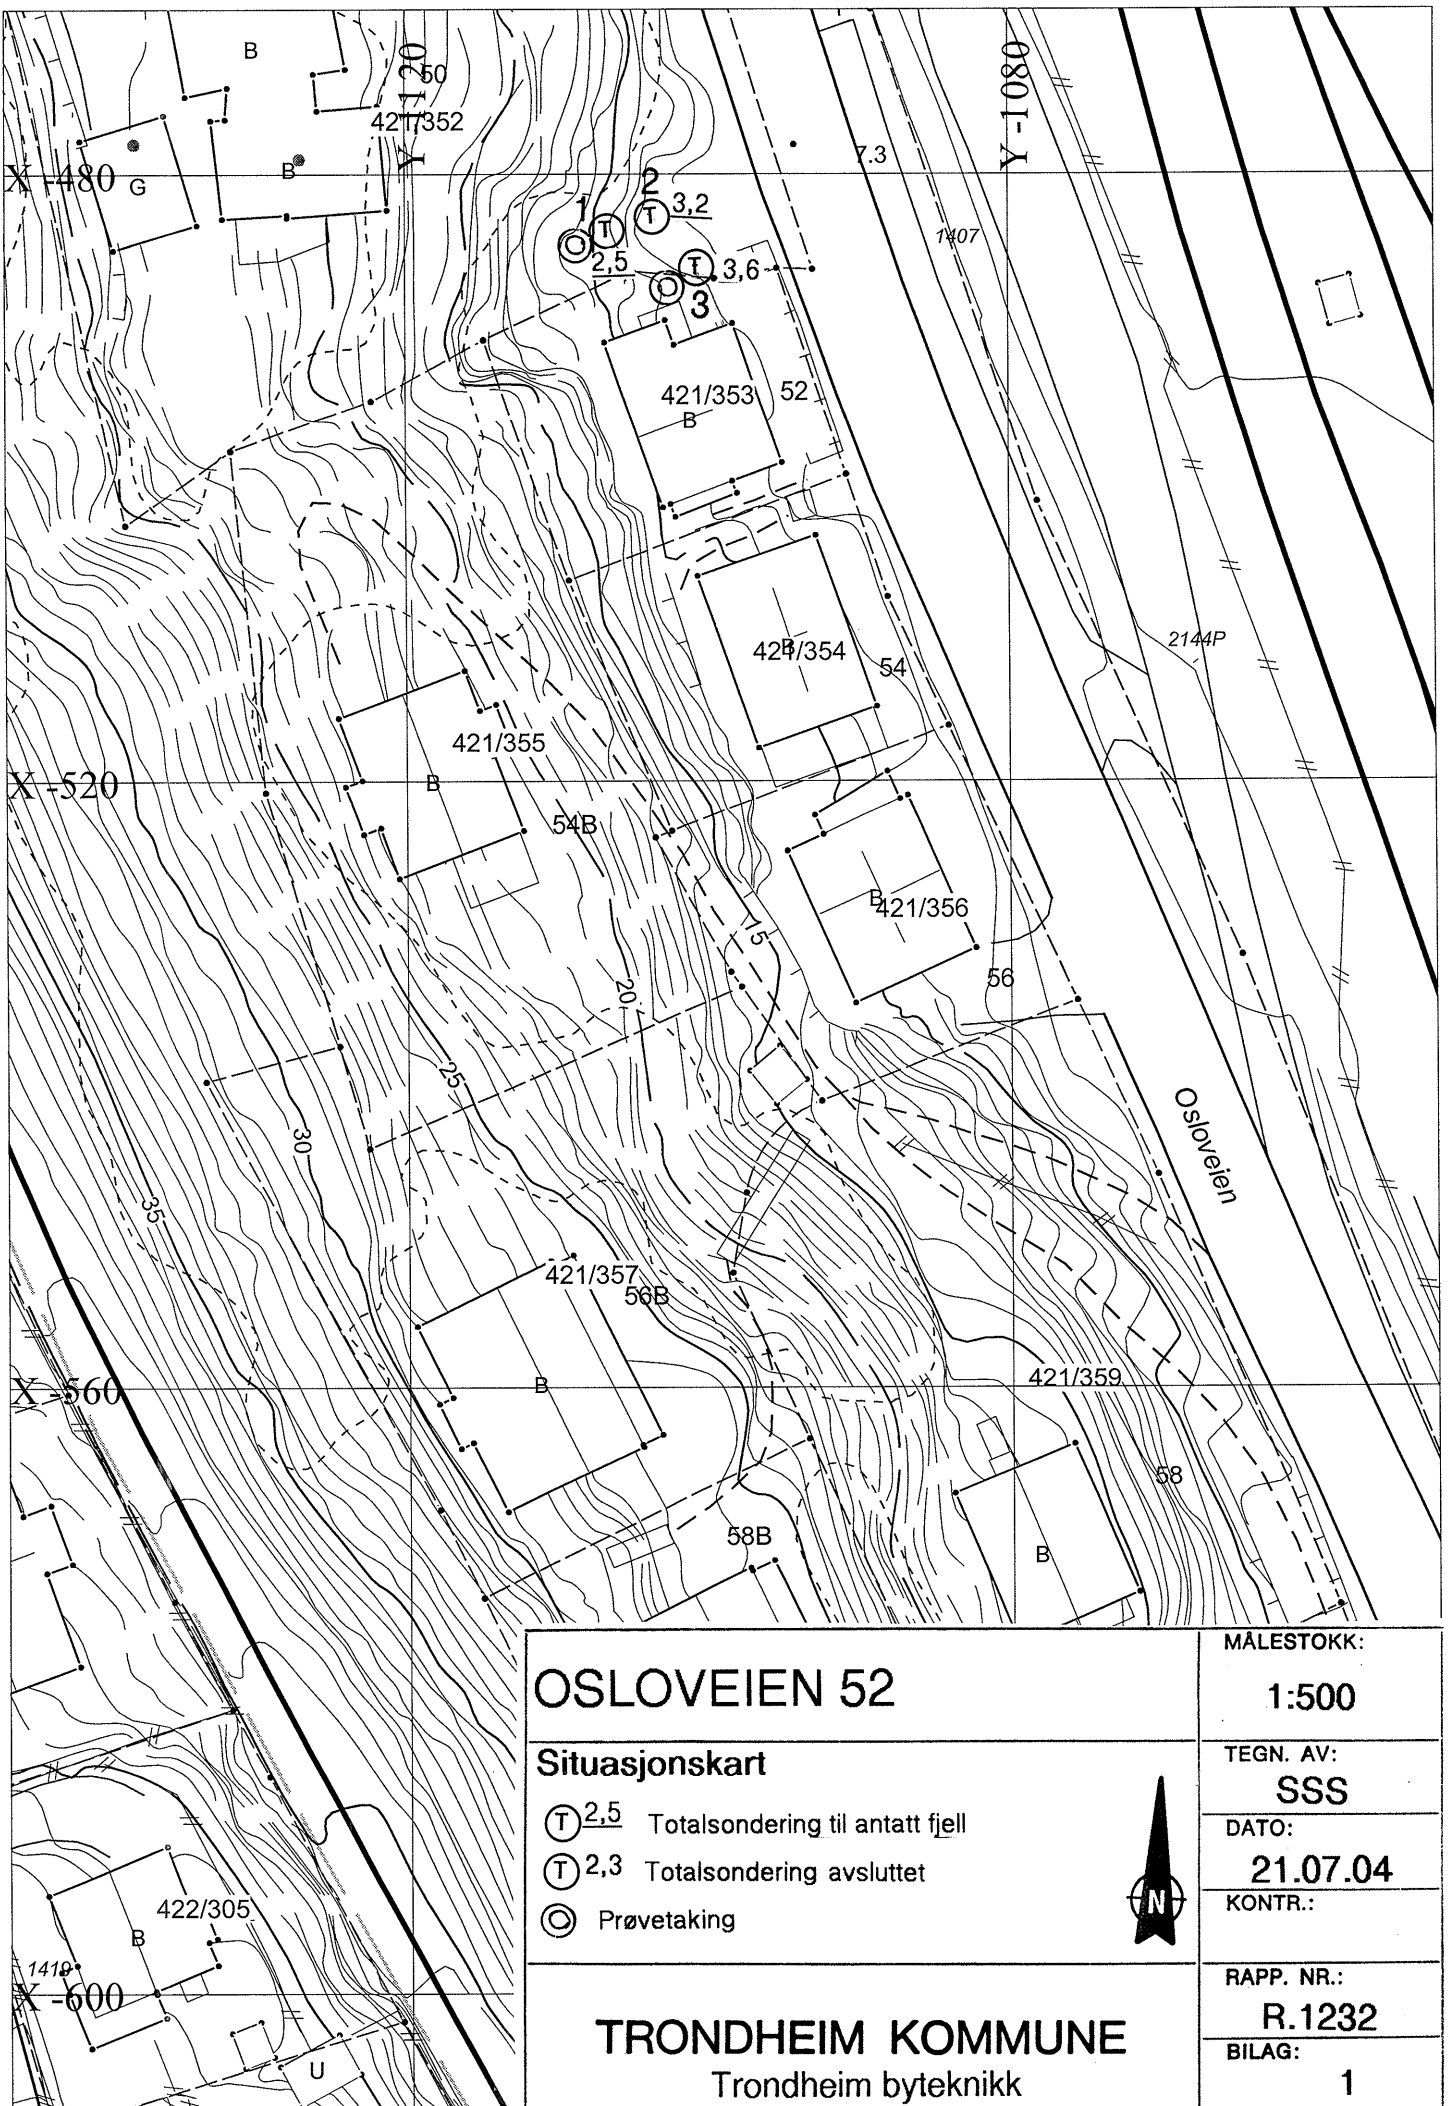 B
50
Y -1120
Y -1080
421/352
7.3
X -480
G
B
2
1
T
T
3,2
1407
2,5
T
3,6
3
421/353
52
B
421/354
B
54
2144P
421/355
X -520
B
54B
B
421/356
15
56
20
25
Osloveien
30
35
421/357
56B
X -560
B
421/359
58
58B
B
OSLOVEIEN 52
MÅLESTOKK:
1:500
Situasjonskart
TEGN. AV:
SSS
T 2,5 Totalsondering til antatt fjell
DATO:
21.07.04
T 2,3 Totalsondering avsluttet
N
KONTR.:
Prøvetaking
422/305
B
1419
X -600
RAPP. NR.:
R.1232
TRONDHEIM KOMMUNE
Trondheim byteknikk
BILAG:
1
U